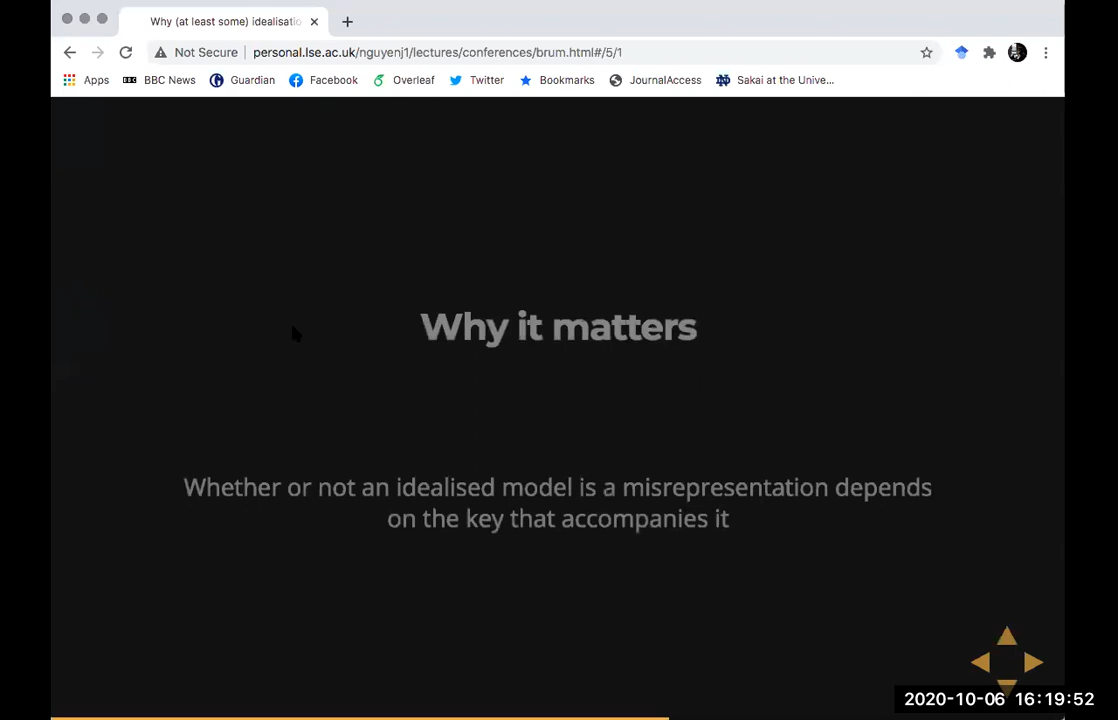 Why (at least some) idealisatio
Not Secure personal.lse.ac.uk/nguyenj1/lectures/conferences/brum.html#/5/1
Apps BBC News Guardian Facebook Overleaf Twitter Bookmarks JournalAccess Sakai at the Unive...
Why it matters
Whether or not an idealised model is a misrepresentation depends
on the key that accompanies it
2020-10-06 16:19:52